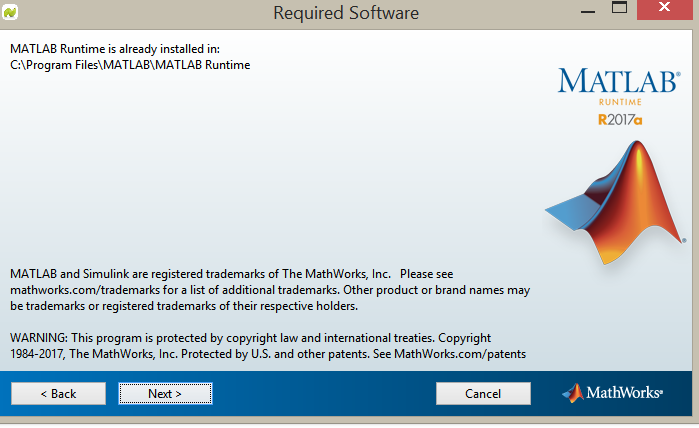 Required Software
MATLAB Runtime is already installed in:
C:\Program Files\MATLAB\MATLAB Runtime
MATLAB®
RUNTIME
R2017a
MATLAB and Simulink are registered trademarks of The MathWorks, Inc. Please see
mathworks.com/trademarks for a list of additional trademarks. Other product or brand names may
be trademarks or registered trademarks of their respective holders.
WARNING: This program is protected by copyright law and international treaties. Copyright
1984-2017, The MathWorks, Inc. Protected by U.S. and other patents. See MathWorks.com/patents
< Back
Next >
Cancel
MathWorks®